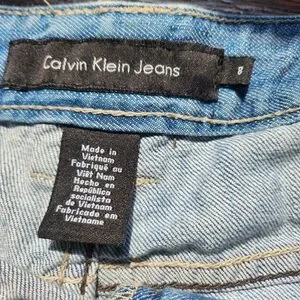 Calvin Klein Jeans
8
Made in
Vietnam
Fabriqué au
Viêt Nam
Hecho en
República
socialista
de Vietnam
Fabricado em
Vietname